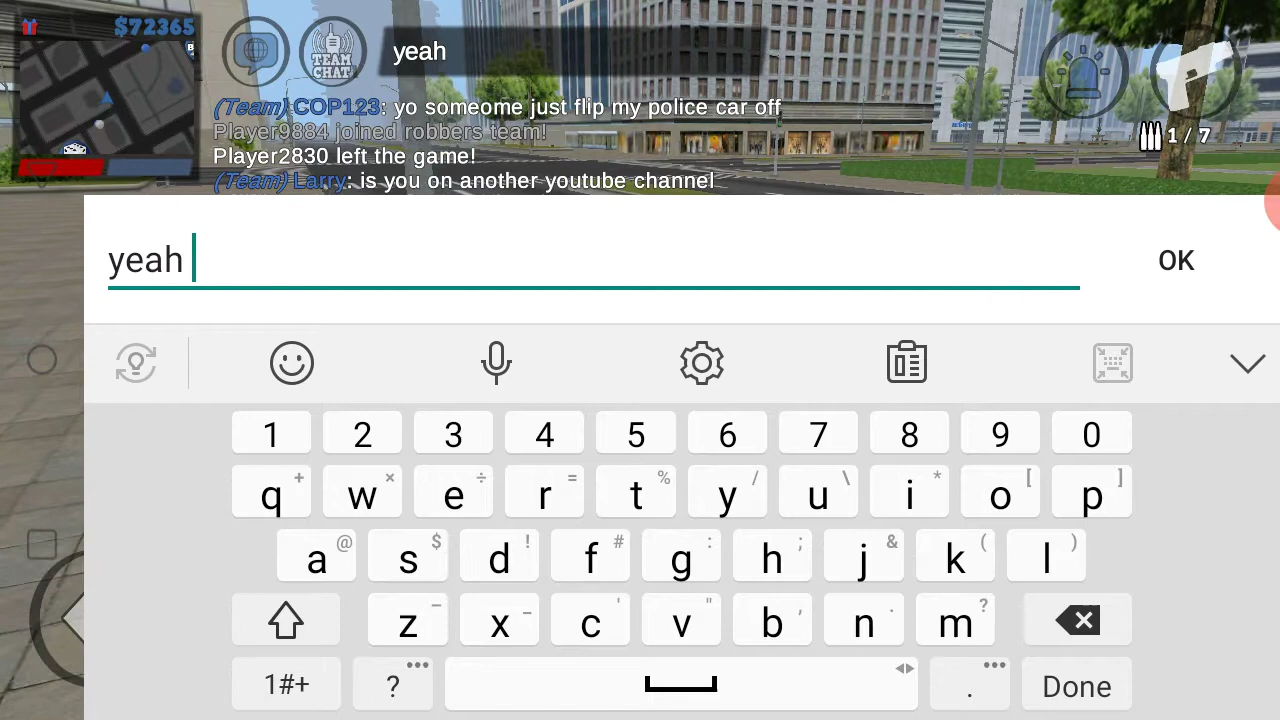 $72365
TEAM
CHAT
yeah
(Team) COP123: yo someome just flip my police car off
Player9884 joined robbers team!
Player2830 left the game!
(Team) Larry: is you on another youtube channel
1 / 7
yeah
OK
1 2 3 4 5 6 7 8 9 0
q + w × e ÷ r = t % y / u \ i * o [ p ]
a @ s $ d ! f # g : h ; j & k ( l )
z - x _ c ' v " b , n . m ?
1#+ ? ... . ... Done